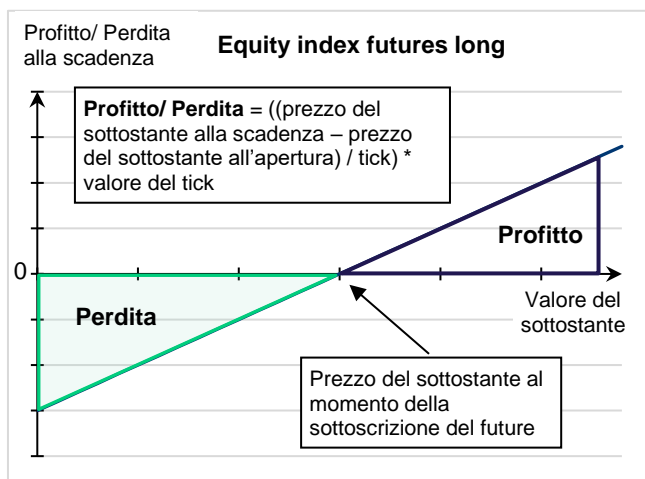 Profitto/ Perdita
alla scadenza
Equity index futures long
Profitto/ Perdita = ((prezzo del
sottostante alla scadenza – prezzo
del sottostante all'apertura) / tick) *
valore del tick
Profitto
0
Perdita
Valore del
sottostante
Prezzo del sottostante al
momento della
sottoscrizione del future